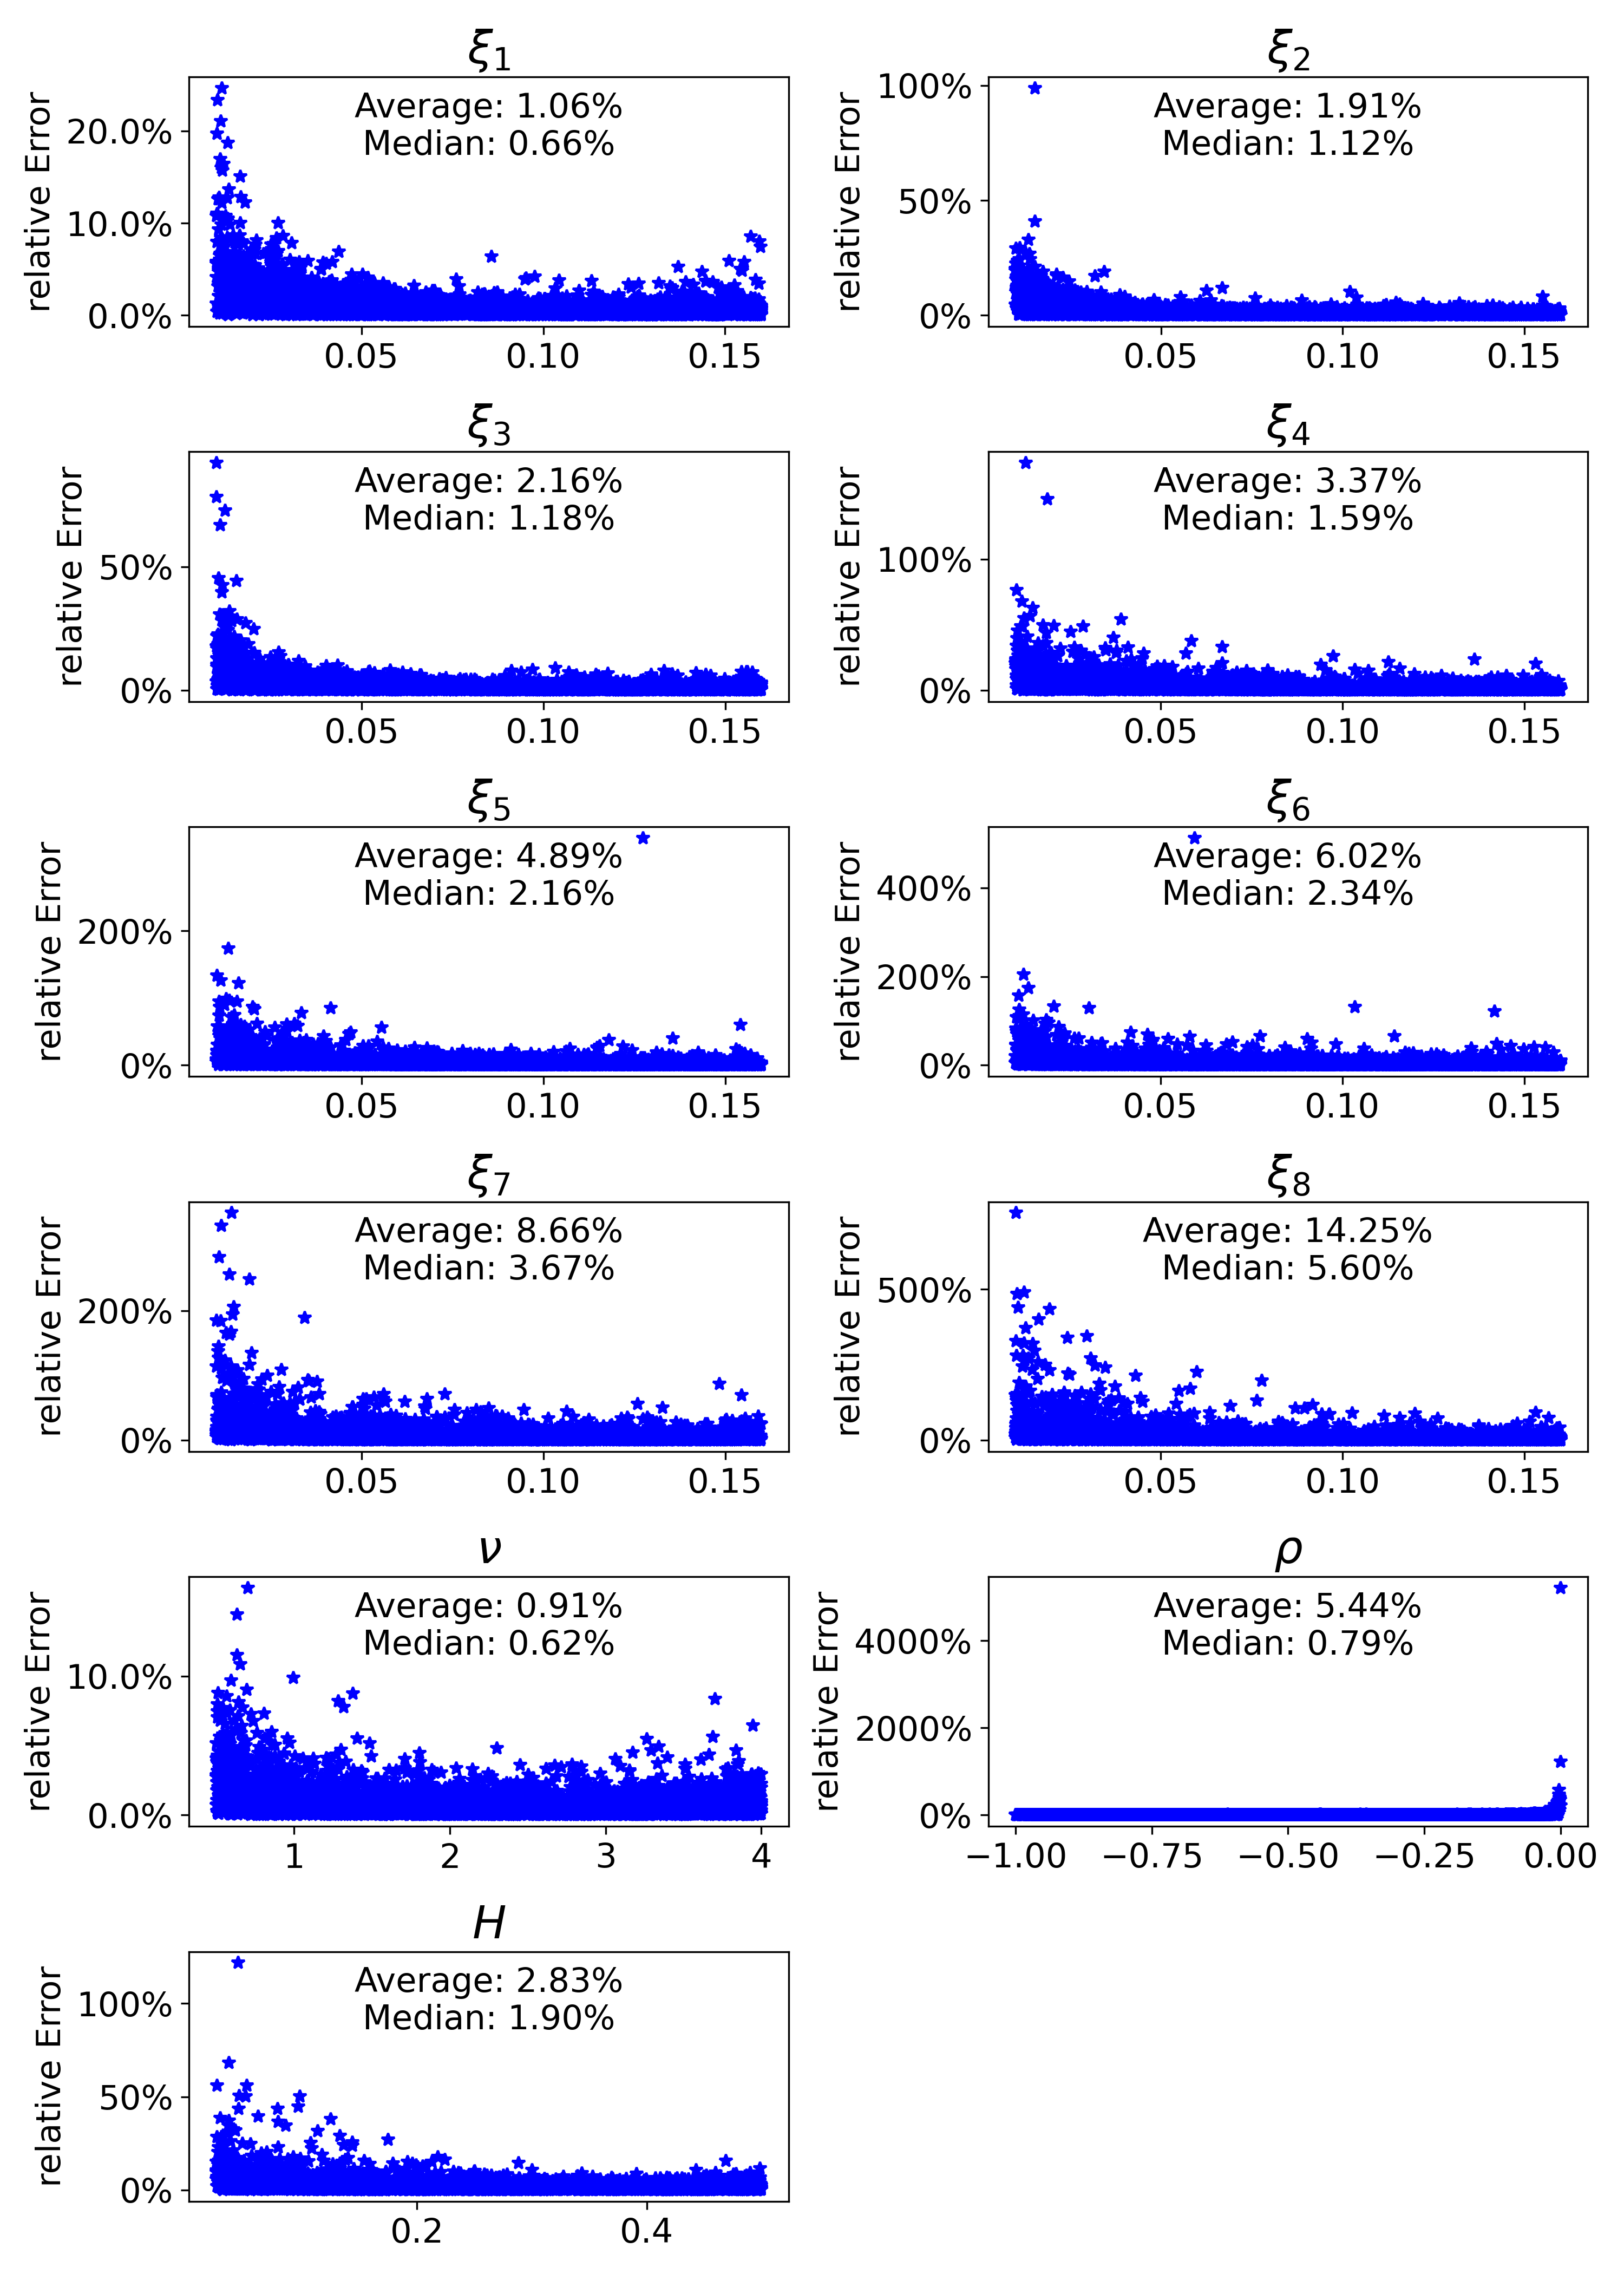 ξ1
Average: 1.06%
Median: 0.66%
relative Error
20.0%
10.0%
0.0%
0.05 0.10 0.15
ξ2
Average: 1.91%
Median: 1.12%
relative Error
100%
50%
0%
0.05 0.10 0.15
ξ3
Average: 2.16%
Median: 1.18%
relative Error
50%
0%
0.05 0.10 0.15
ξ4
Average: 3.37%
Median: 1.59%
relative Error
100%
0%
0.05 0.10 0.15
ξ5
Average: 4.89%
Median: 2.16%
relative Error
200%
0%
0.05 0.10 0.15
ξ6
Average: 6.02%
Median: 2.34%
relative Error
400%
200%
0%
0.05 0.10 0.15
ξ7
Average: 8.66%
Median: 3.67%
relative Error
200%
0%
0.05 0.10 0.15
ξ8
Average: 14.25%
Median: 5.60%
relative Error
500%
0%
0.05 0.10 0.15
ν
Average: 0.91%
Median: 0.62%
relative Error
10.0%
0.0%
1 2 3 4
ρ
Average: 5.44%
Median: 0.79%
relative Error
4000%
2000%
0%
−1.00 −0.75 −0.50 −0.25 0.00
H
Average: 2.83%
Median: 1.90%
relative Error
100%
50%
0%
0.2 0.4